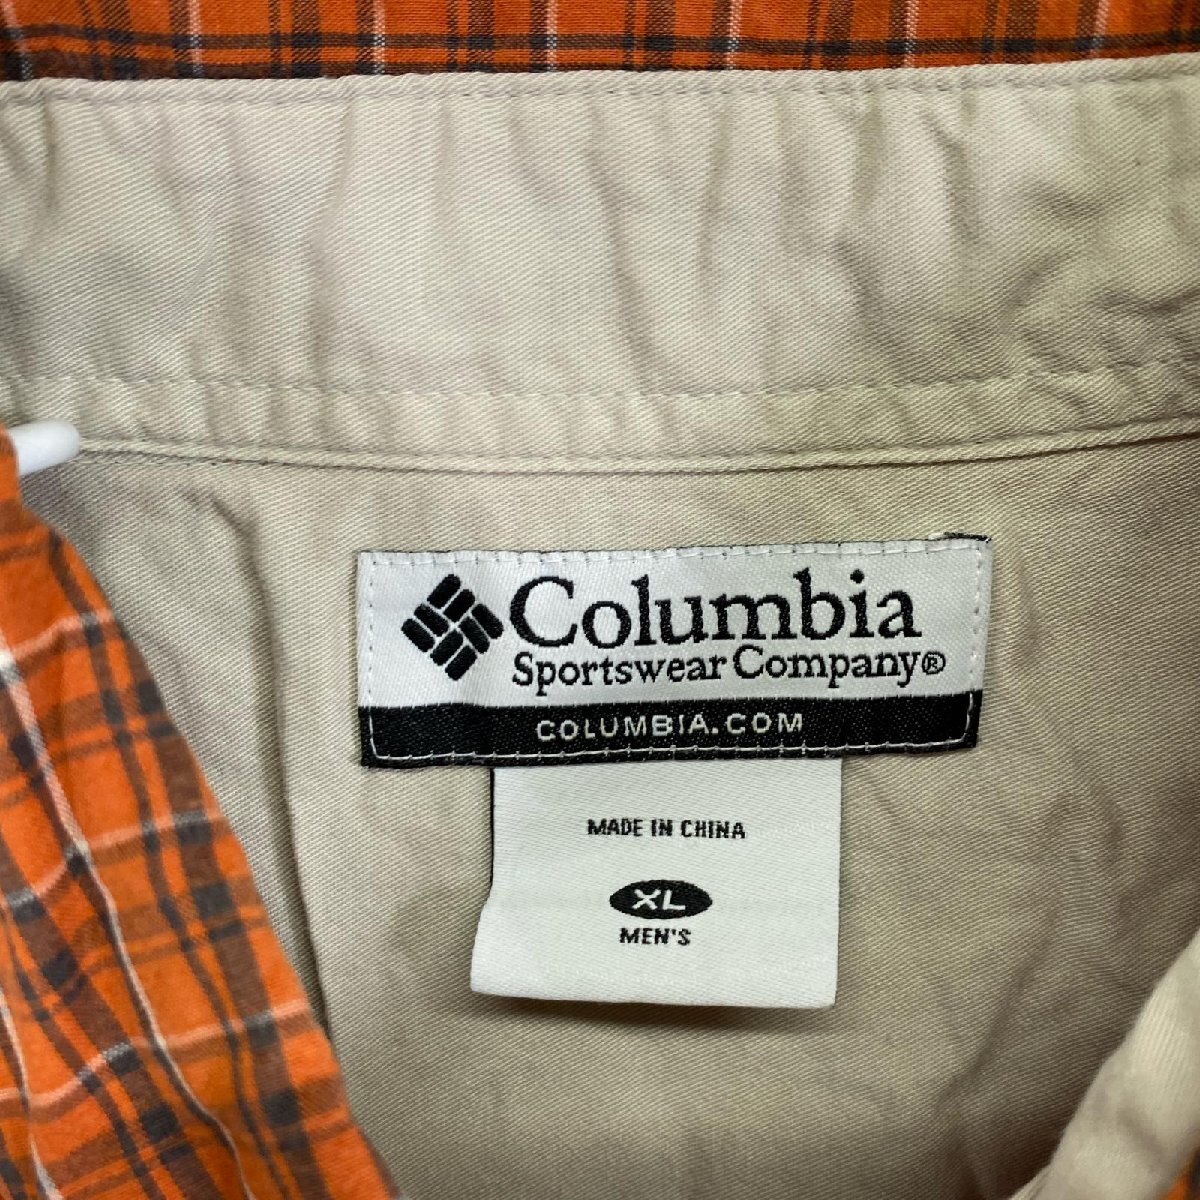 Columbia
Sportswear Company®
COLUMBIA.COM
MADE IN CHINA
XL
MEN'S